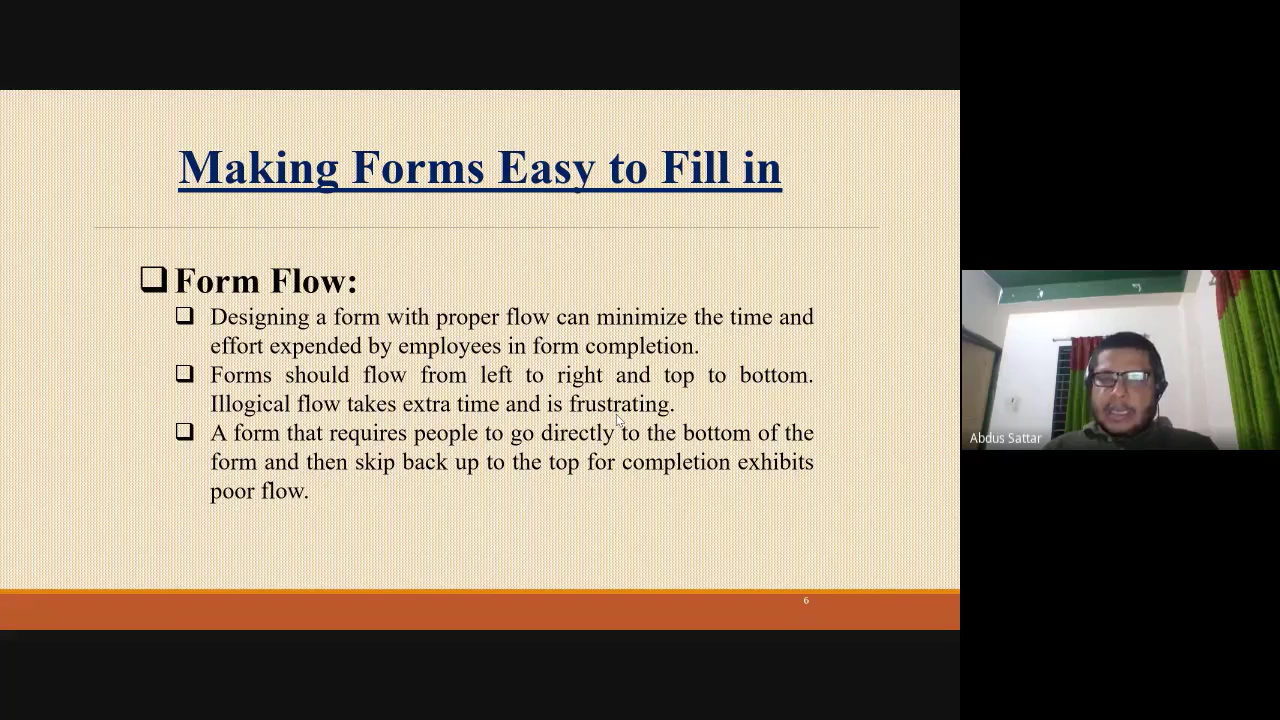 Making Forms Easy to Fill in
Form Flow:
Designing a form with proper flow can minimize the time and
effort expended by employees in form completion.
Forms should flow from left to right and top to bottom.
Illogical flow takes extra time and is frustrating.
A form that requires people to go directly to the bottom of the
form and then skip back up to the top for completion exhibits
poor flow.
6
Abdus Sattar